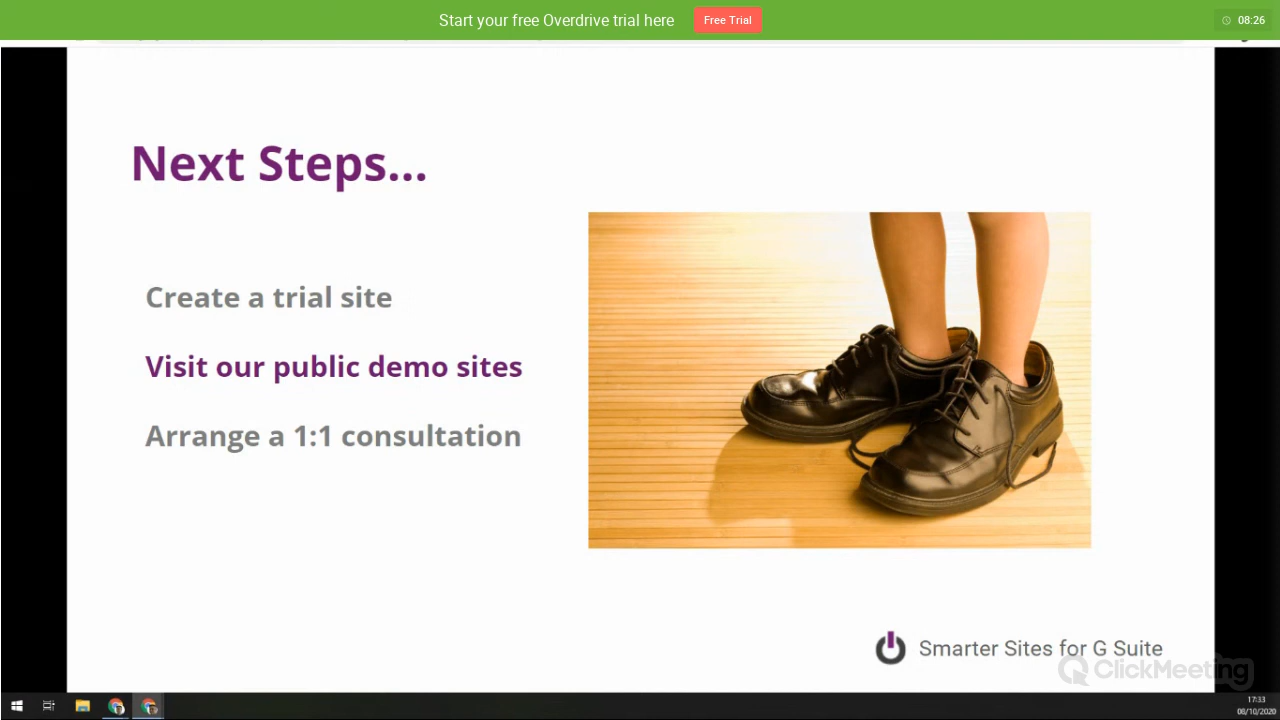 Start your free Overdrive trial here
Free Trial
08:26
Next Steps...
Create a trial site
Visit our public demo sites
Arrange a 1:1 consultation
Smarter Sites for G Suite
ClickMeeting
17:33
08/10/2020